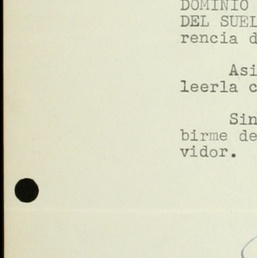 DOMINIO
DEL SUEL
rencia d
Asi
leerla c
Sin
birme de
vidor.